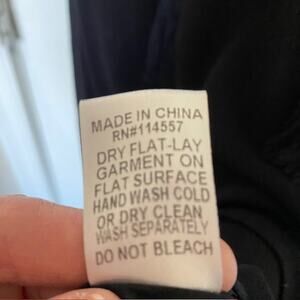 MADE IN CHINA
RN#114557
DRY FLAT-LAY
GARMENT ON
FLAT SURFACE
HAND WASH COLD
OR DRY CLEAN
WASH SEPARATELY
DO NOT BLEACH